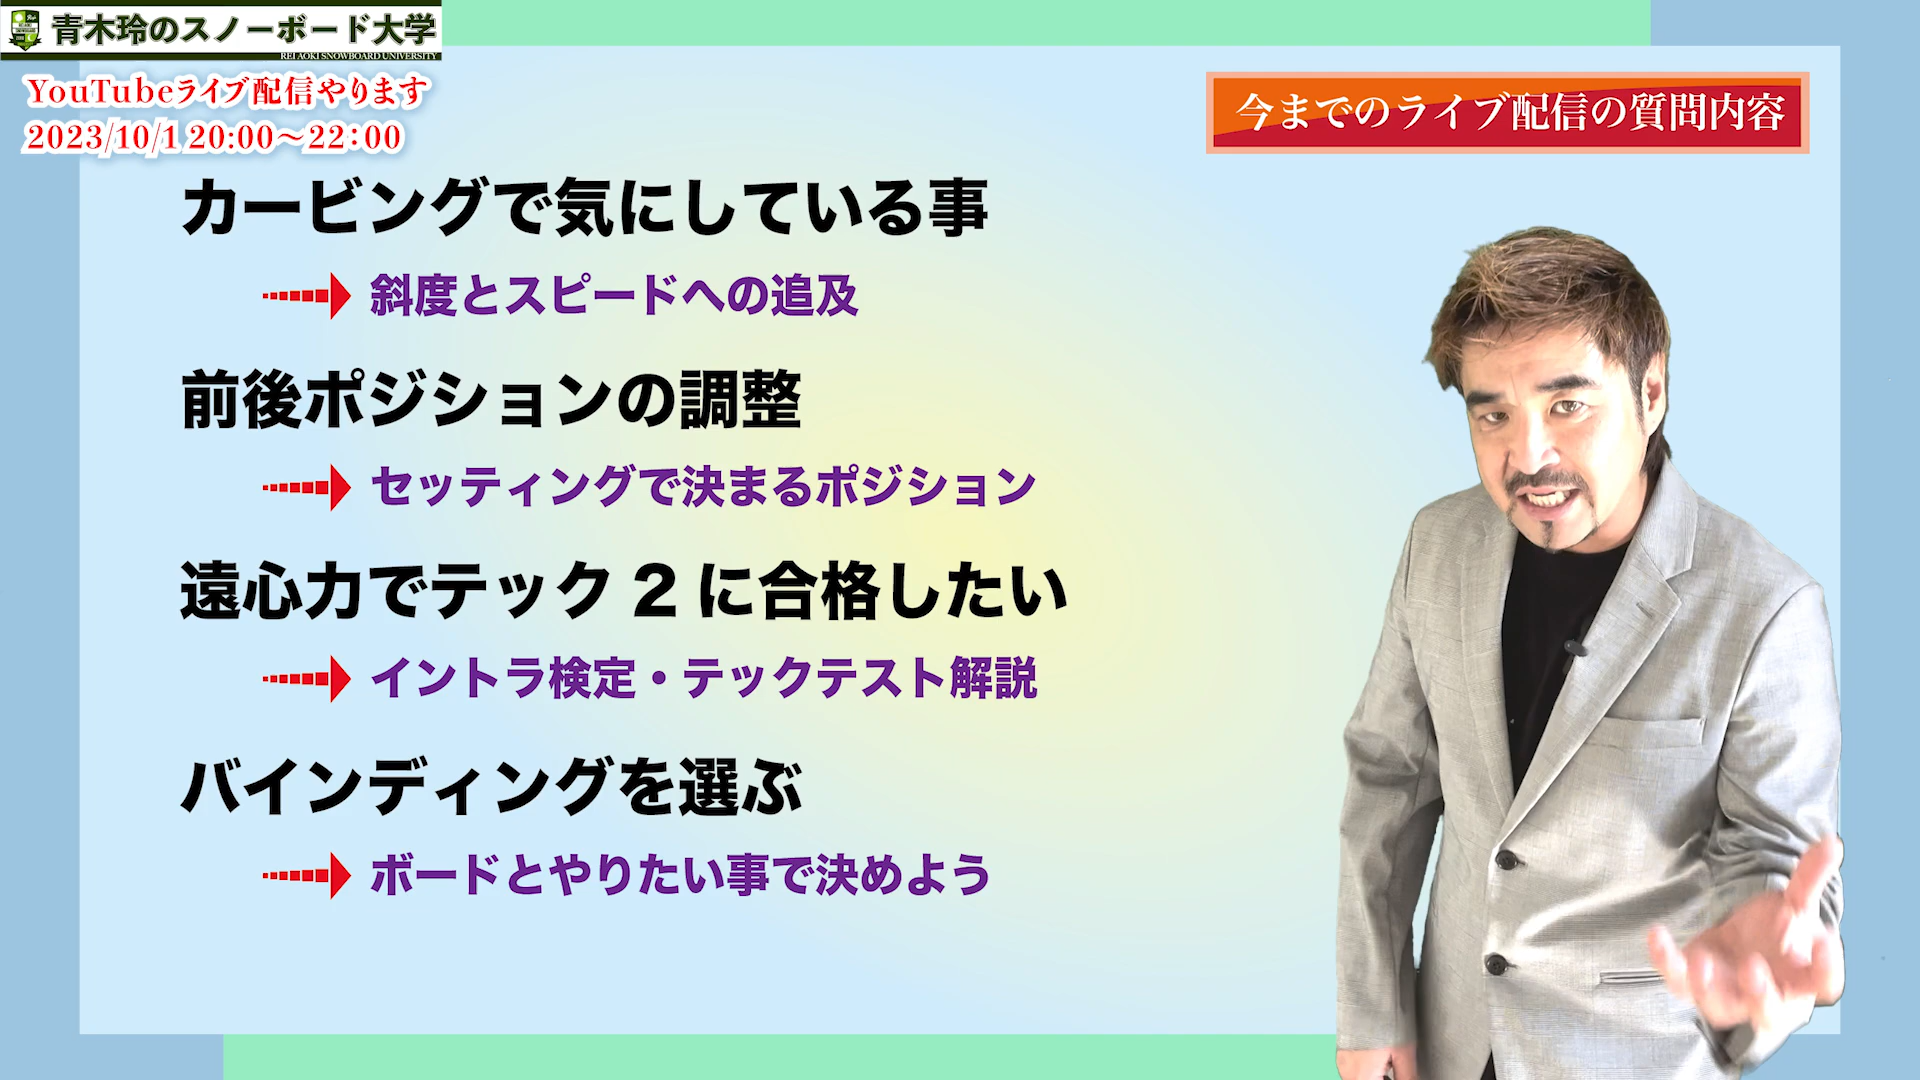 青木玲のスノーボード大学
REI AOKI SNOWBOARD UNIVERSITY
YouTubeライブ配信やります
2023/10/1 20:00〜22:00
今までのライブ配信の質問内容
カービングで気にしている事
斜度とスピードへの追及
前後ポジションの調整
セッティングで決まるポジション
遠心力でテック2に合格したい
イントラ検定・テックテスト解説
バインディングを選ぶ
ボードとやりたい事で決めよう